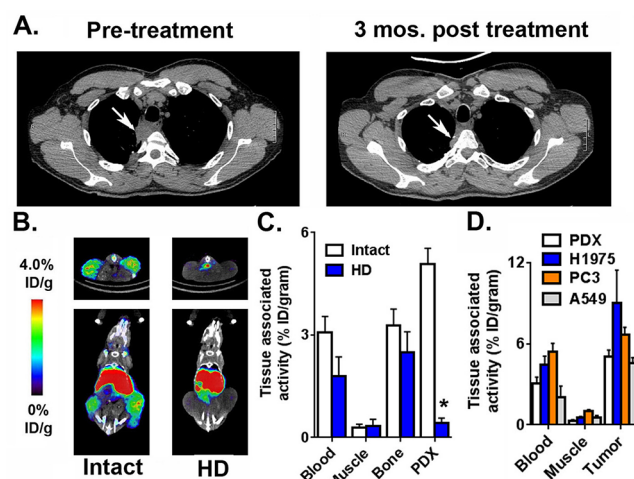 A.
Pre-treatment
3 mos. post treatment
B.
4.0%
ID/g
0%
ID/g
Intact
HD
C.
Tissue associated
activity (% ID/gram)
6
3
0
Intact
HD
*
Blood
Muscle
Bone
PDX
D.
Tissue associated
activity (% ID/gram)
12
6
0
PDX
H1975
PC3
A549
Blood
Muscle
Tumor